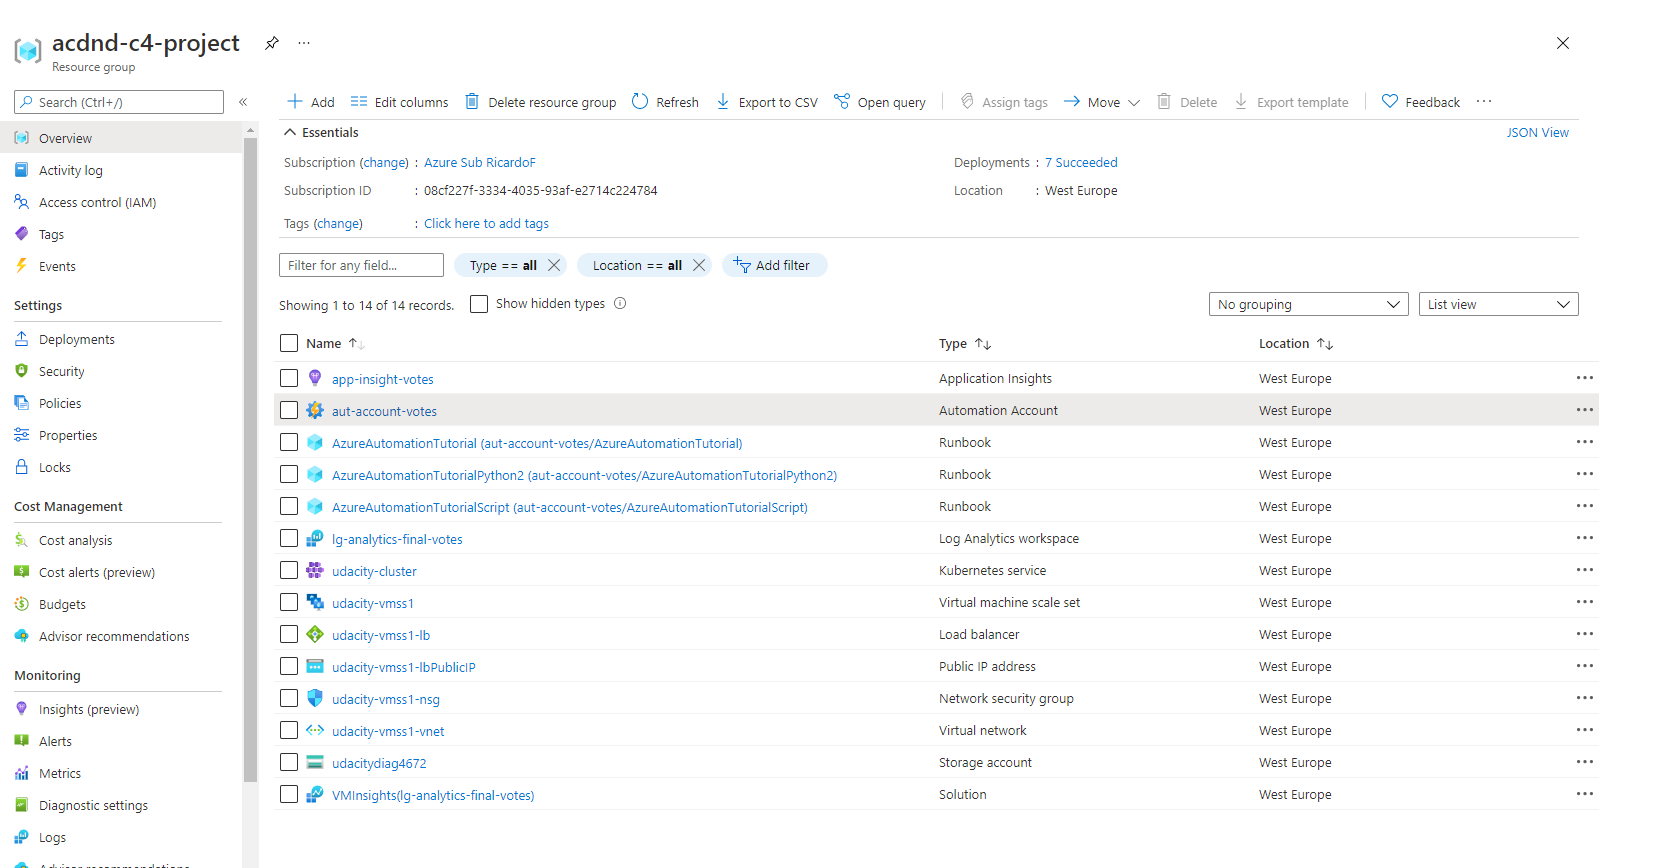 acdnd-c4-project
Resource group
Search (Ctrl+/)
«
Overview
Activity log
Access control (IAM)
Tags
Events
Settings
Deployments
Security
Policies
Properties
Locks
Cost Management
Cost analysis
Cost alerts (preview)
Budgets
Advisor recommendations
Monitoring
Insights (preview)
Alerts
Metrics
Diagnostic settings
Logs
Advisor recommendations
Add Edit columns Delete resource group Refresh Export to CSV Open query Assign tags Move Delete Export template Feedback
Essentials JSON View
Subscription (change) : Azure Sub RicardoF Deployments : 7 Succeeded
Subscription ID : 08cf227f-3334-4035-93af-e2714c224784 Location : West Europe
Tags (change) : Click here to add tags
Filter for any field... Type == all Location == all Add filter
Showing 1 to 14 of 14 records. Show hidden types No grouping List view
Name Type Location
app-insight-votes Application Insights West Europe
aut-account-votes Automation Account West Europe
AzureAutomationTutorial (aut-account-votes/AzureAutomationTutorial) Runbook West Europe
AzureAutomationTutorialPython2 (aut-account-votes/AzureAutomationTutorialPython2) Runbook West Europe
AzureAutomationTutorialScript (aut-account-votes/AzureAutomationTutorialScript) Runbook West Europe
lg-analytics-final-votes Log Analytics workspace West Europe
udacity-cluster Kubernetes service West Europe
udacity-vmss1 Virtual machine scale set West Europe
udacity-vmss1-lb Load balancer West Europe
udacity-vmss1-lbPublicIP Public IP address West Europe
udacity-vmss1-nsg Network security group West Europe
udacity-vmss1-vnet Virtual network West Europe
udacitydiag4672 Storage account West Europe
VMInsights(lg-analytics-final-votes) Solution West Europe